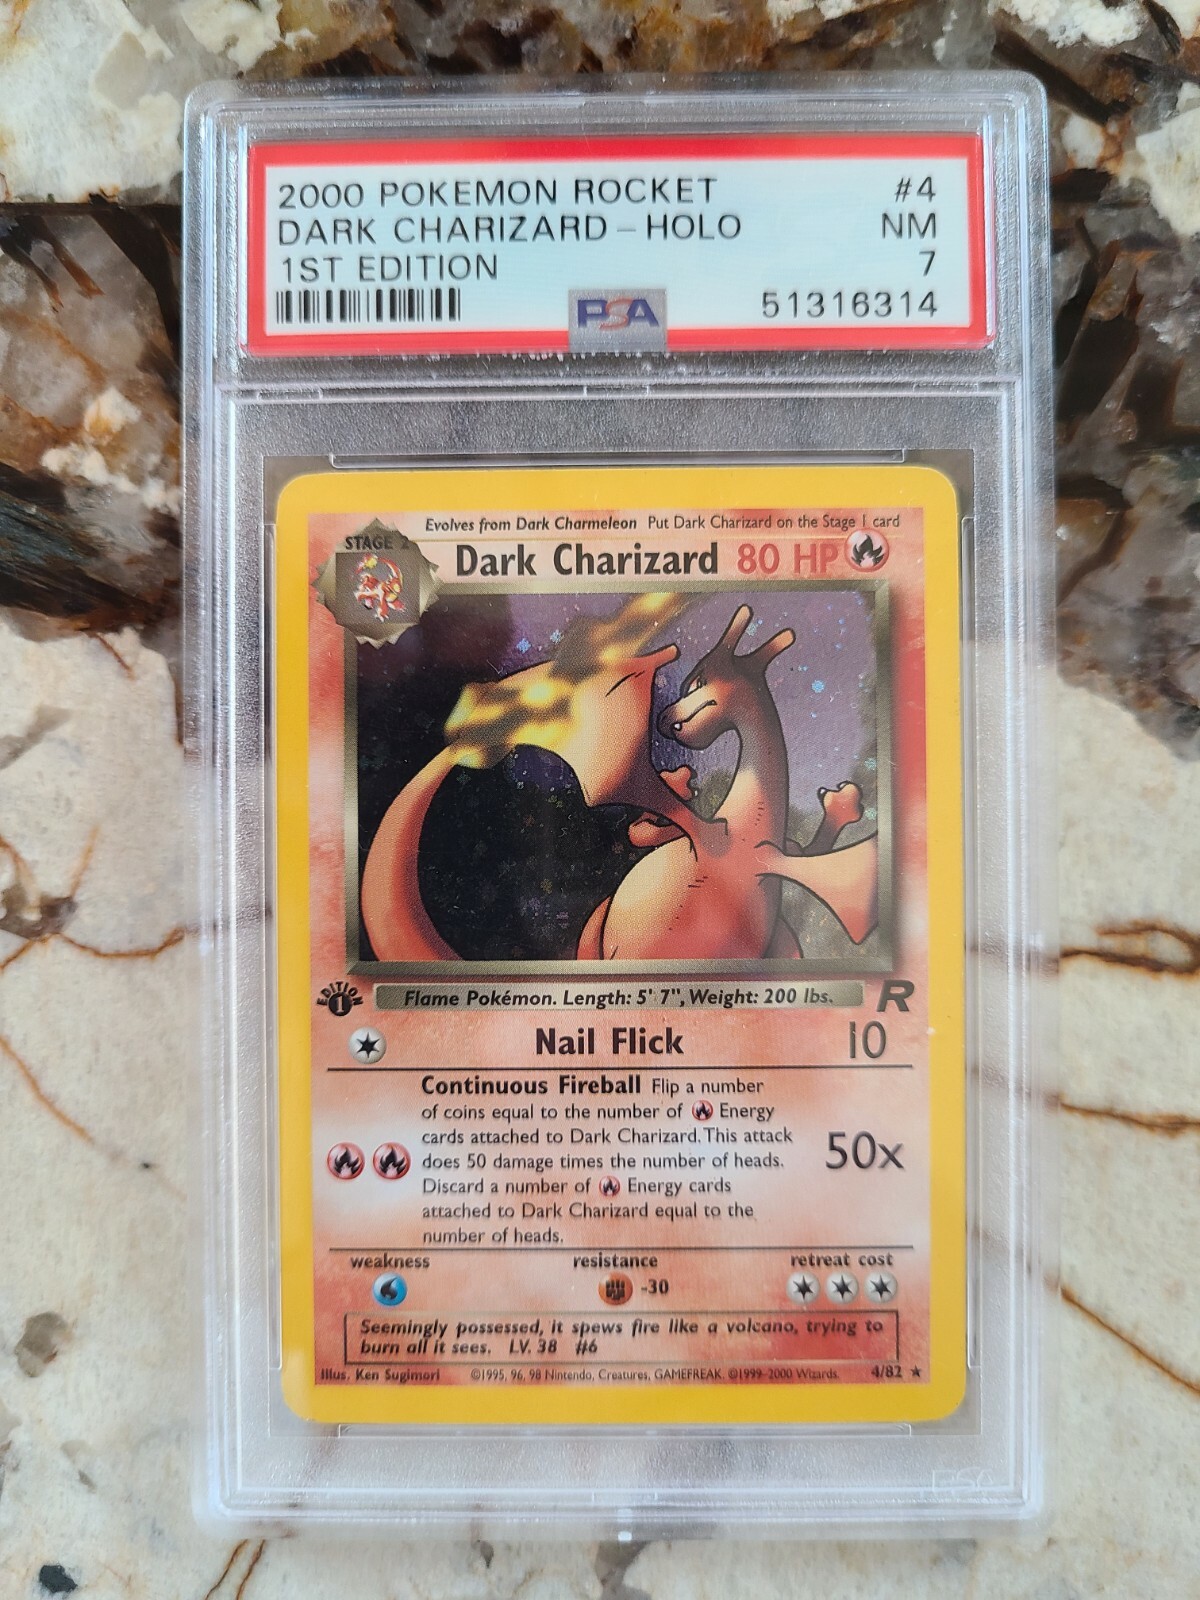 2000 POKEMON ROCKET #4
DARK CHARIZARD - HOLO NM
1ST EDITION 7
PSA 51316314
Evolves from Dark Charmeleon Put Dark Charizard on the Stage 1 card
STAGE 2
Dark Charizard 80 HP
EDITION 1
Flame Pokémon. Length: 5' 7", Weight: 200 lbs. R
Nail Flick 10
Continuous Fireball Flip a number
of coins equal to the number of Energy
cards attached to Dark Charizard. This attack
does 50 damage times the number of heads.
50x
Discard a number of Energy cards
attached to Dark Charizard equal to the
number of heads.
weakness resistance retreat cost
-30
Seemingly possessed, it spews fire like a volcano, trying to
burn all it sees. LV. 38 #6
Illus. Ken Sugimori ©1995, 96, 98 Nintendo, Creatures, GAMEFREAK. ©1999-2000 Wizards. 4/82 ★